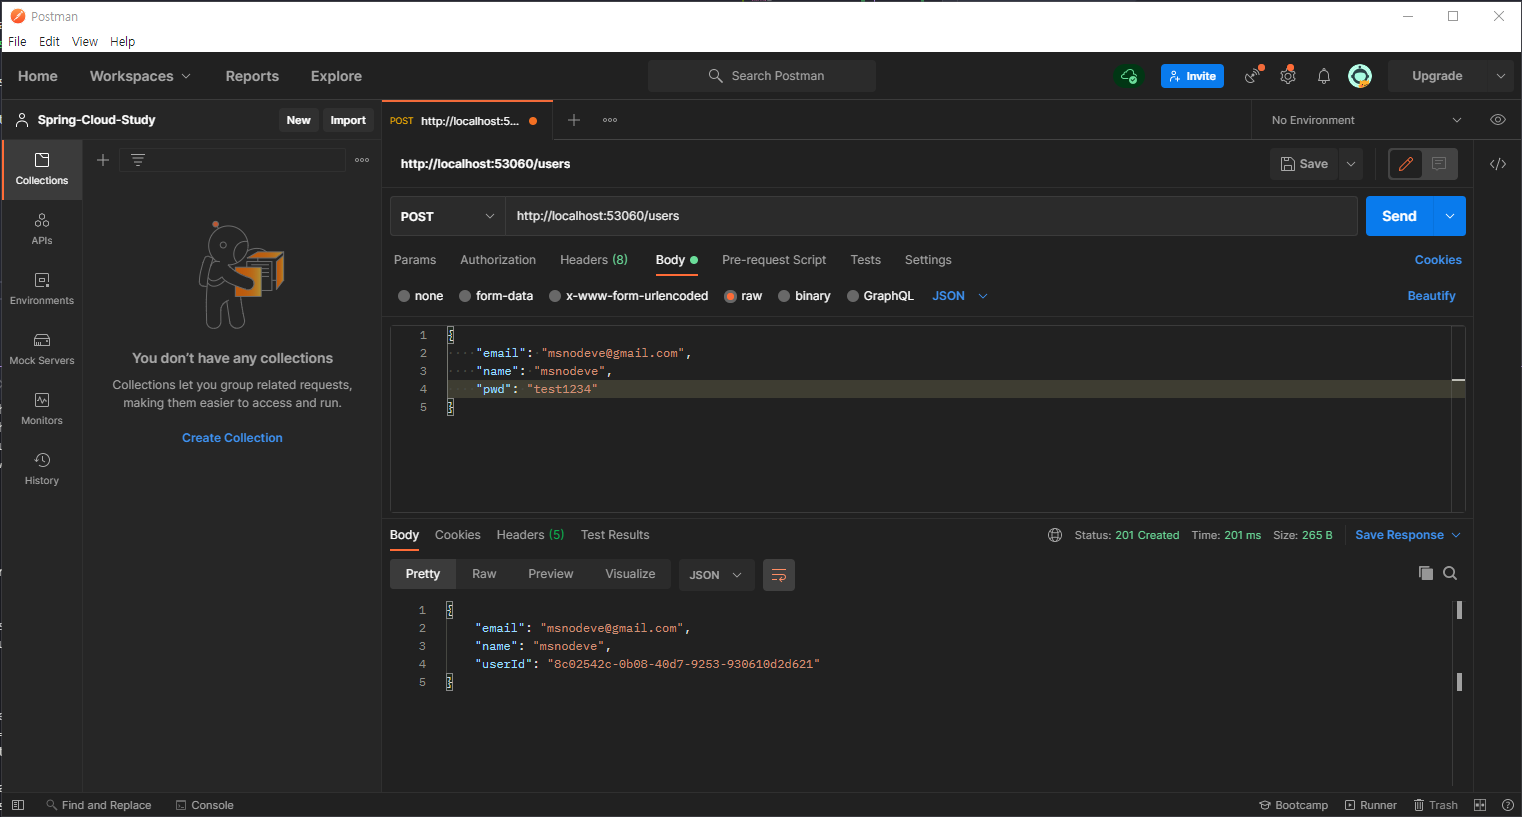 Postman
File Edit View Help
Home Workspaces Reports Explore Search Postman Invite Upgrade
Spring-Cloud-Study New Import
POST http://localhost:5... No Environment
http://localhost:53060/users Save
POST http://localhost:53060/users Send
Params Authorization Headers (8) Body Pre-request Script Tests Settings Cookies
none form-data x-www-form-urlencoded raw binary GraphQL JSON Beautify
1 {
2 "email": "msnodeve@gmail.com",
3 "name": "msnodeve",
4 "pwd": "test1234"
5 }
Collections
APIs
Environments
Mock Servers
Monitors
History
You don't have any collections
Collections let you group related requests,
making them easier to access and run.
Create Collection
Body Cookies Headers (5) Test Results Status: 201 Created Time: 201 ms Size: 265 B Save Response
Pretty Raw Preview Visualize JSON
1 {
2 "email": "msnodeve@gmail.com",
3 "name": "msnodeve",
4 "userId": "8c02542c-0b08-40d7-9253-930610d2d621"
5 }
Find and Replace Console Bootcamp Runner Trash